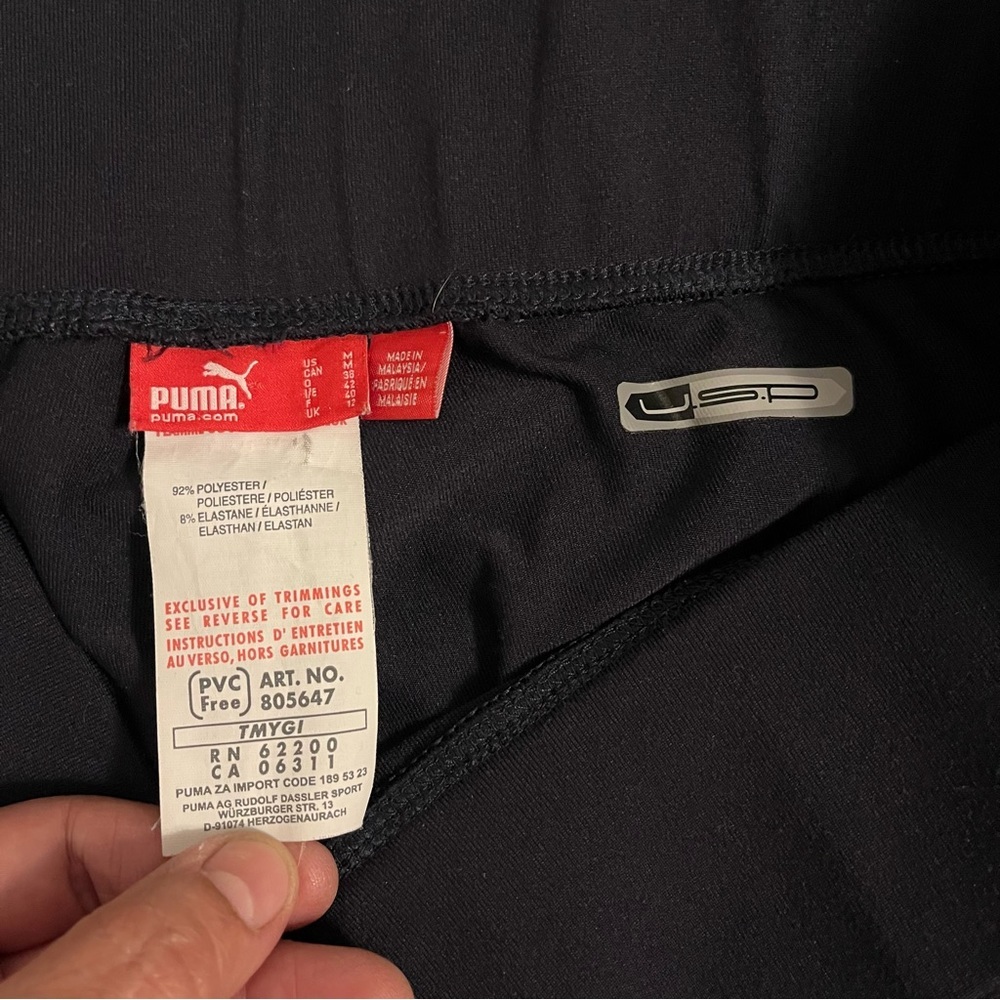 PUMA.
puma.com
US M
CAN M
D 38
I/E 42
F 40
UK 12
MADE IN
MALAYSIA/
FABRIQUÉ EN
MALAISIE
u.s.p
92% POLYESTER /
POLIESTERE / POLIÉSTER
8% ELASTANE / ÉLASTHANNE /
ELASTHAN / ELASTAN
EXCLUSIVE OF TRIMMINGS
SEE REVERSE FOR CARE
INSTRUCTIONS D'ENTRETIEN
AU VERSO, HORS GARNITURES
PVC ART. NO.
Free 805647
TMYGI
RN 62200
CA 06311
PUMA ZA IMPORT CODE 189 53 23
PUMA AG RUDOLF DASSLER SPORT
WÜRZBURGER STR. 13
D-91074 HERZOGENAURACH